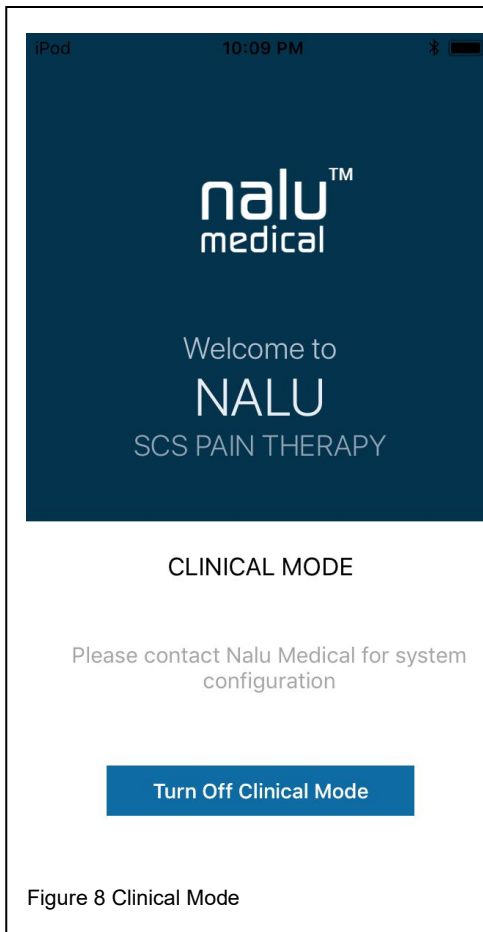 iPod 10:09 PM
nalu™
medical
Welcome to
NALU
SCS PAIN THERAPY
CLINICAL MODE
Please contact Nalu Medical for system
configuration
Turn Off Clinical Mode
Figure 8 Clinical Mode